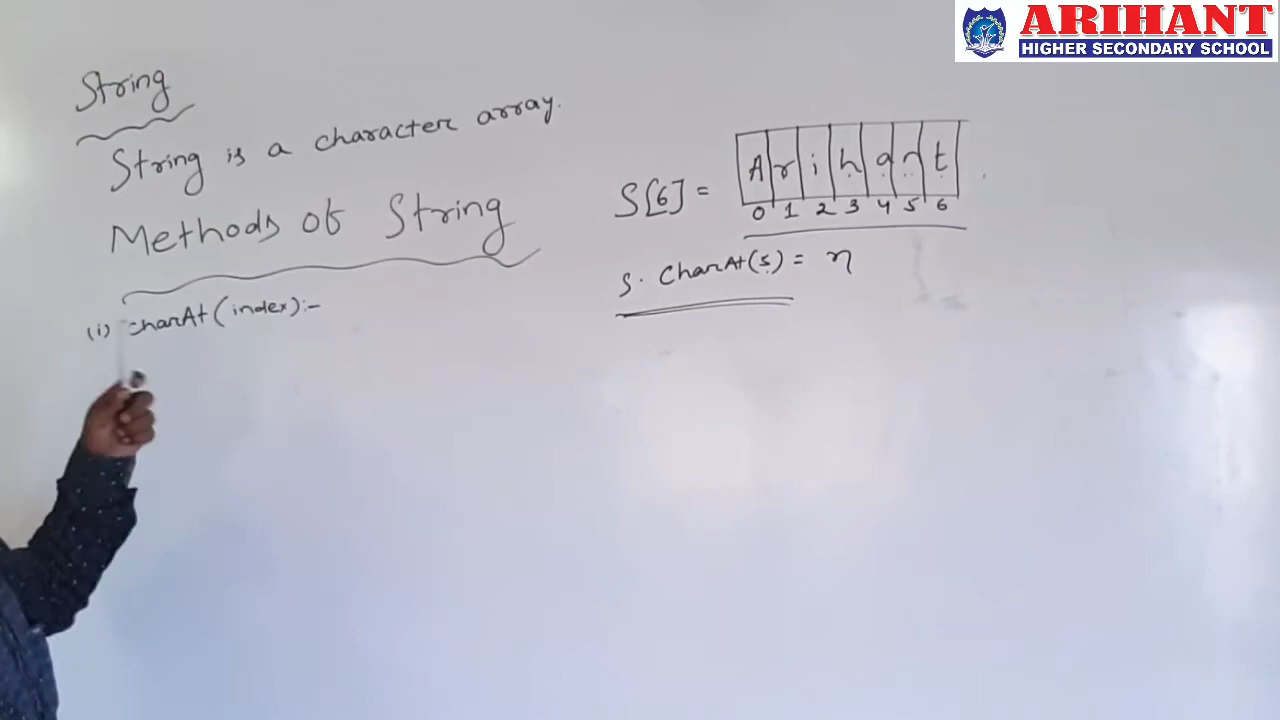 ARIHANT
HIGHER SECONDARY SCHOOL
String
String is a character array.
Methods of String
(i) charAt (index):-
S[6] = A r i h a n t
0 1 2 3 4 5 6
S. CharAt(5) = n